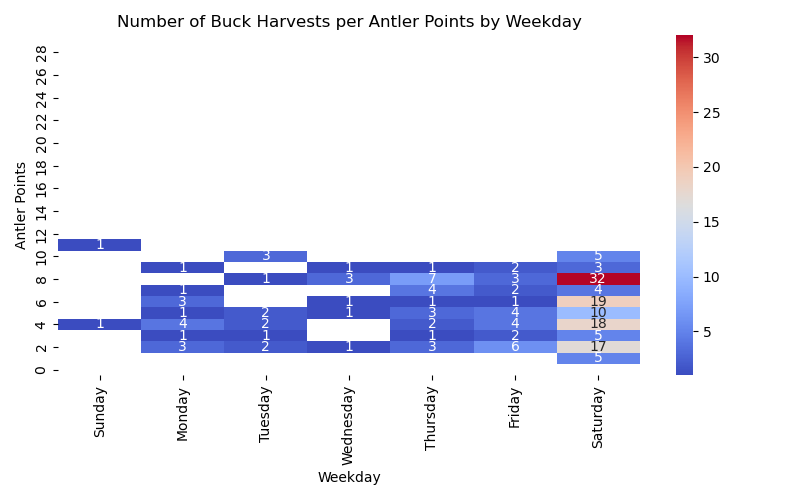 Number of Buck Harvests per Antler Points by Weekday
28
26
24
22
20
18
16
14
12
10
8
6
4
2
0
Antler Points
1
3 5
1 1 1 2 3
1 3 7 3 32
1 4 2 4
3 1 1 1 19
1 2 1 3 4 10
1 4 2 2 4 18
1 1 1 2 5
3 2 1 3 6 17
5
Sunday
Monday
Tuesday
Wednesday
Thursday
Friday
Saturday
Weekday
30
25
20
15
10
5